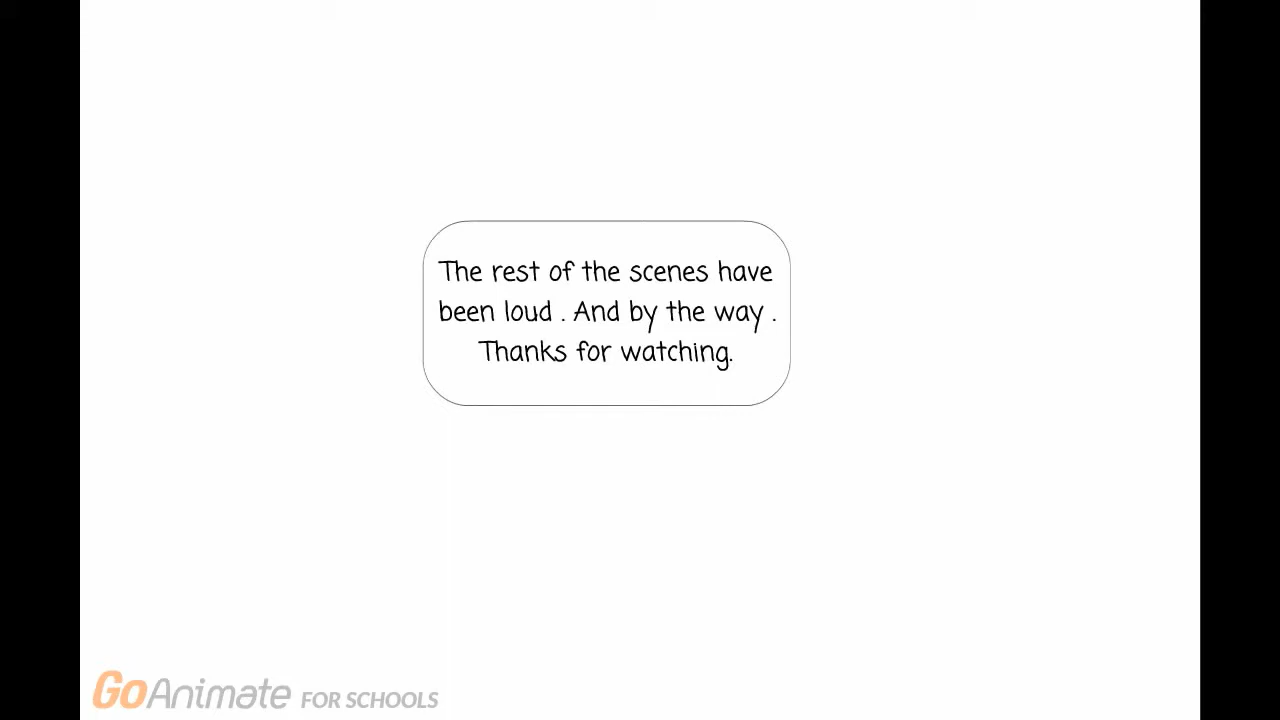 The rest of the scenes have
been loud . And by the way .
Thanks for watching.
GoAnimate FOR SCHOOLS